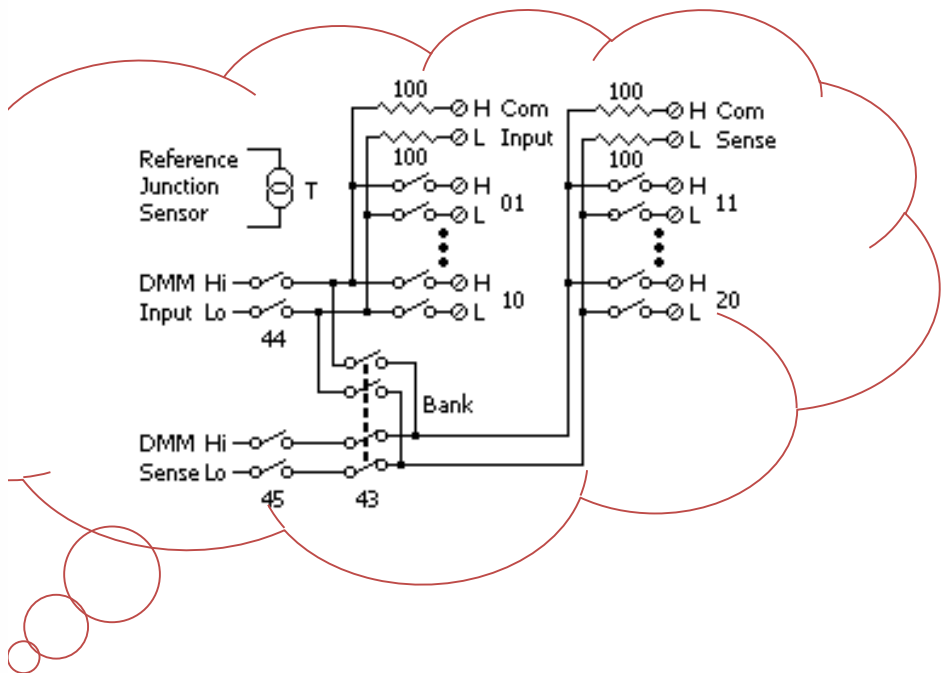 100
H Com
L Input
100
H
01
L
Reference
Junction
Sensor
T
H
10
L
DMM Hi
Input Lo
44
Bank
DMM Hi
Sense Lo
45
43
100
H Com
L Sense
100
H
11
L
H
20
L